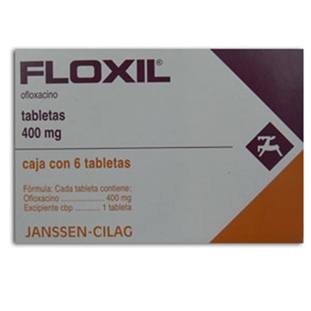 FLOXIL®
ofloxacino
tabletas
400 mg
caja con 6 tabletas
Fórmula: Cada tableta contiene:
Ofloxacino .................. 400 mg
Excipiente cbp .......... 1 tableta
JANSSEN-CILAG